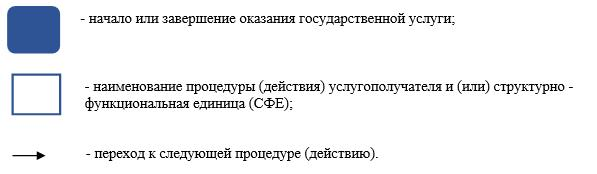 - начало или завершение оказания государственной услуги;
- наименование процедуры (действия) услугополучателя и (или) структурно -
функциональная единица (СФЕ);
- переход к следующей процедуре (действию).